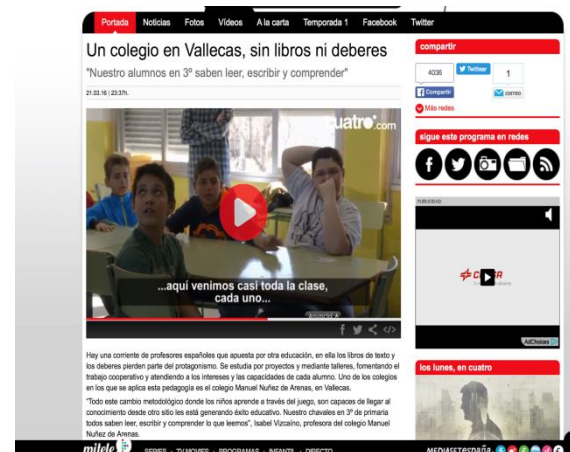 Portada Noticias Fotos Vídeos A la carta Temporada 1 Facebook Twitter
Un colegio en Vallecas, sin libros ni deberes
"Nuestro alumnos en 3º saben leer, escribir y comprender"
21.03.16 | 23:37h.
cuatro.com
...aquí venimos casi toda la clase,
cada uno...
Hay una corriente de profesores españoles que apuesta por otra educación, en ella los libros de texto y
los deberes pierden parte del protagonismo. Se estudia por proyectos y mediante talleres, fomentando el
trabajo cooperativo y atendiendo a los intereses y las capacidades de cada alumno. Uno de los colegios
en los que se aplica esta pedagogía es el colegio Manuel Nuñez de Arenas, en Vallecas.
"Todo este cambio metodológico donde los niños aprende a través del juego, son capaces de llegar al
conocimiento desde otro sitio les está generando éxito educativo. Nuestro chavales en 3º de primaria
todos saben leer, escribir y comprender lo que leemos", Isabel Vizcaíno, profesora del colegio Manuel
Nuñez de Arenas.
compartir
4036 Twittear 1
Compartir correo
Más redes
sigue este programa en redes
PUBLICIDAD
AdChoices
los lunes, en cuatro
mitele SERIES TV MOVIES PROGRAMAS INFANTIL DIRECTO MEDIASETespaña